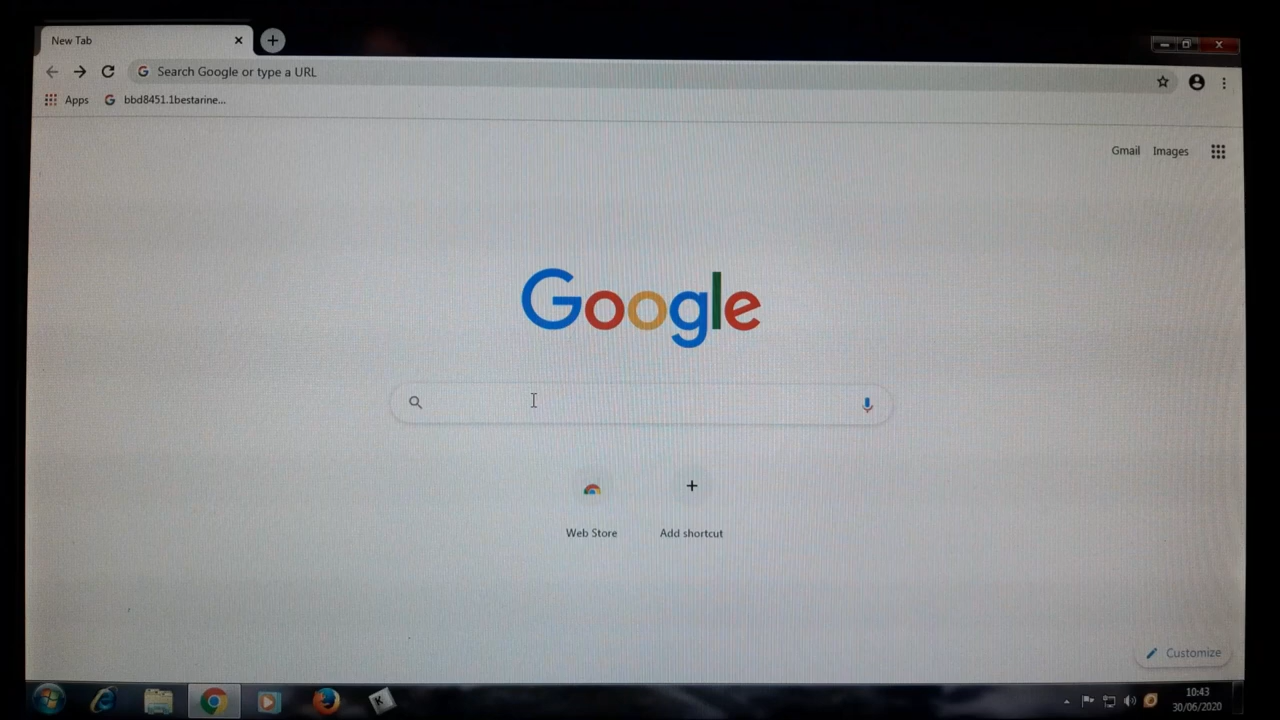 New Tab
Search Google or type a URL
Apps
bbd8451.1bestarine...
Gmail
Images
Google
Web Store
Add shortcut
Customize
K
10:43
30/06/2020